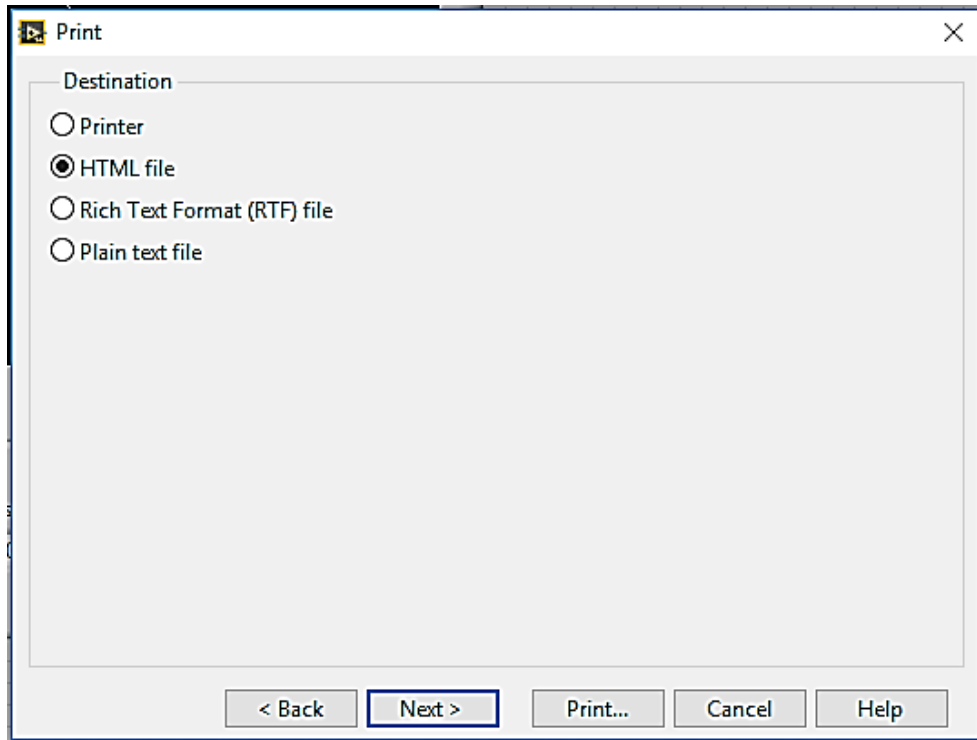 Print
Destination
Printer
HTML file
Rich Text Format (RTF) file
Plain text file
< Back Next > Print... Cancel Help